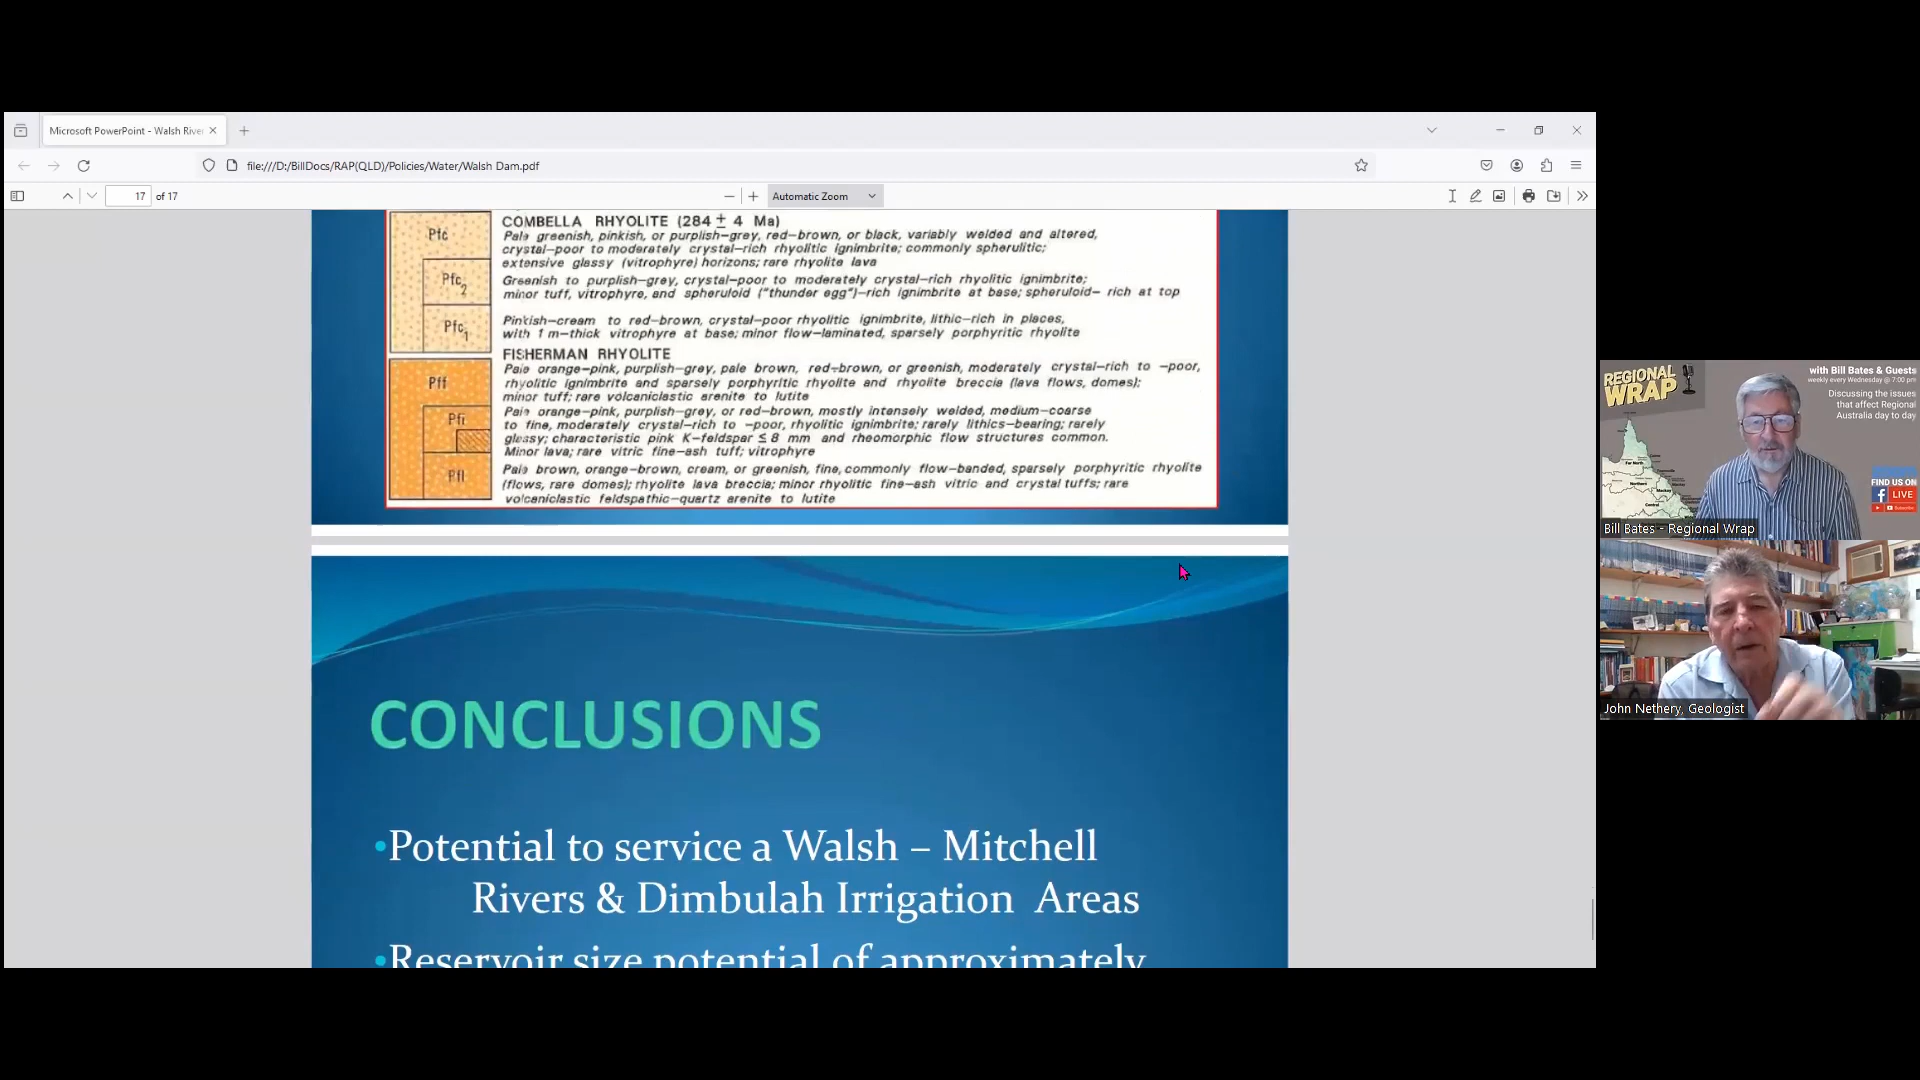 Microsoft PowerPoint - Walsh Rive
file:///D:/BillDocs/RAP(QLD)/Policies/Water/Walsh Dam.pdf
17 of 17
Automatic Zoom
Pfc
COMBELLA RHYOLITE (284 ± 4 Ma)
Pale greenish, pinkish, or purplish-grey, red-brown, or black, variably welded and altered,
crystal-poor to moderately crystal-rich rhyolitic ignimbrite; commonly spherulitic;
extensive glassy (vitrophyre) horizons; rare rhyolite lava
Pfc2
Greenish to purplish-grey, crystal-poor to moderately crystal-rich rhyolitic ignimbrite;
minor tuff, vitrophyre, and spheruloid ("thunder egg")-rich ignimbrite at base; spheruloid- rich at top
Pfc1
Pinkish-cream to red-brown, crystal-poor rhyolitic ignimbrite, lithic-rich in places,
with 1 m-thick vitrophyre at base; minor flow-laminated, sparsely porphyritic rhyolite
FISHERMAN RHYOLITE
Pff
Pale orange-pink, purplish-grey, pale brown, red-brown, or greenish, moderately crystal-rich to -poor,
rhyolitic ignimbrite and sparsely porphyritic rhyolite and rhyolite breccia (lava flows, domes);
minor tuff; rare volcaniclastic arenite to lutite
Pale orange-pink, purplish-grey, or red-brown, mostly intensely welded, medium-coarse
to fine, moderately crystal-rich to -poor, rhyolitic ignimbrite; rarely lithics-bearing; rarely
glassy; characteristic pink K-feldspar ≤ 8 mm and rheomorphic flow structures common.
Minor lava; rare vitric fine-ash tuff; vitrophyre
Pfl
Pale brown, orange-brown, cream, or greenish, fine, commonly flow-banded, sparsely porphyritic rhyolite
(flows, rare domes); rhyolite lava breccia; minor rhyolitic fine-ash vitric and crystal tuffs; rare
volcaniclastic feldspathic-quartz arenite to lutite
CONCLUSIONS
•Potential to service a Walsh – Mitchell
Rivers & Dimbulah Irrigation Areas
•Reservoir size potential of approximately
REGIONAL
WRAP
with Bill Bates & Guests
weekly every Wednesday @ 7:00 pm
Discussing the issues
that affect Regional
Australia day to day
FIND US ON
LIVE
Bill Bates - Regional Wrap
John Nethery, Geologist